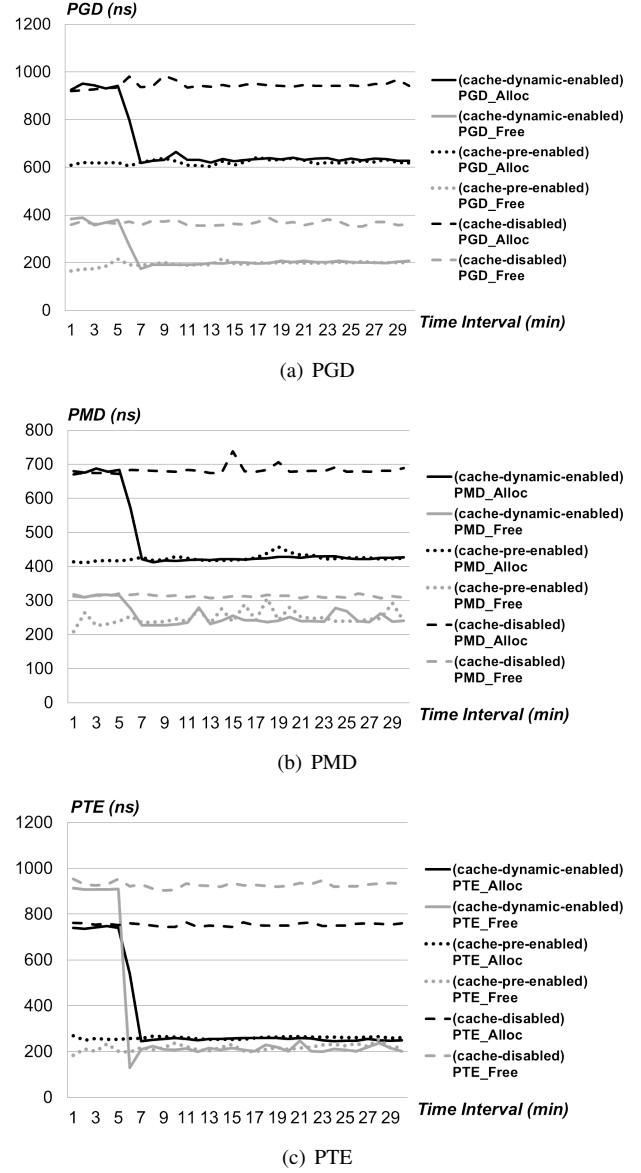 PGD (ns)
1200
1000
800
600
400
200
0
1 3 5 7 9 11 13 15 17 19 21 23 25 27 29
Time Interval (min)
(cache-dynamic-enabled)
PGD_Alloc
(cache-dynamic-enabled)
PGD_Free
(cache-pre-enabled)
PGD_Alloc
(cache-pre-enabled)
PGD_Free
(cache-disabled)
PGD_Alloc
(cache-disabled)
PGD_Free
(a) PGD
PMD (ns)
800
700
600
500
400
300
200
100
0
1 3 5 7 9 11 13 15 17 19 21 23 25 27 29
Time Interval (min)
(cache-dynamic-enabled)
PMD_Alloc
(cache-dynamic-enabled)
PMD_Free
(cache-pre-enabled)
PMD_Alloc
(cache-pre-enabled)
PMD_Free
(cache-disabled)
PMD_Alloc
(cache-disabled)
PMD_Free
(b) PMD
PTE (ns)
1200
1000
800
600
400
200
0
1 3 5 7 9 11 13 15 17 19 21 23 25 27 29
Time Interval (min)
(cache-dynamic-enabled)
PTE_Alloc
(cache-dynamic-enabled)
PTE_Free
(cache-pre-enabled)
PTE_Alloc
(cache-pre-enabled)
PTE_Free
(cache-disabled)
PTE_Alloc
(cache-disabled)
PTE_Free
(c) PTE